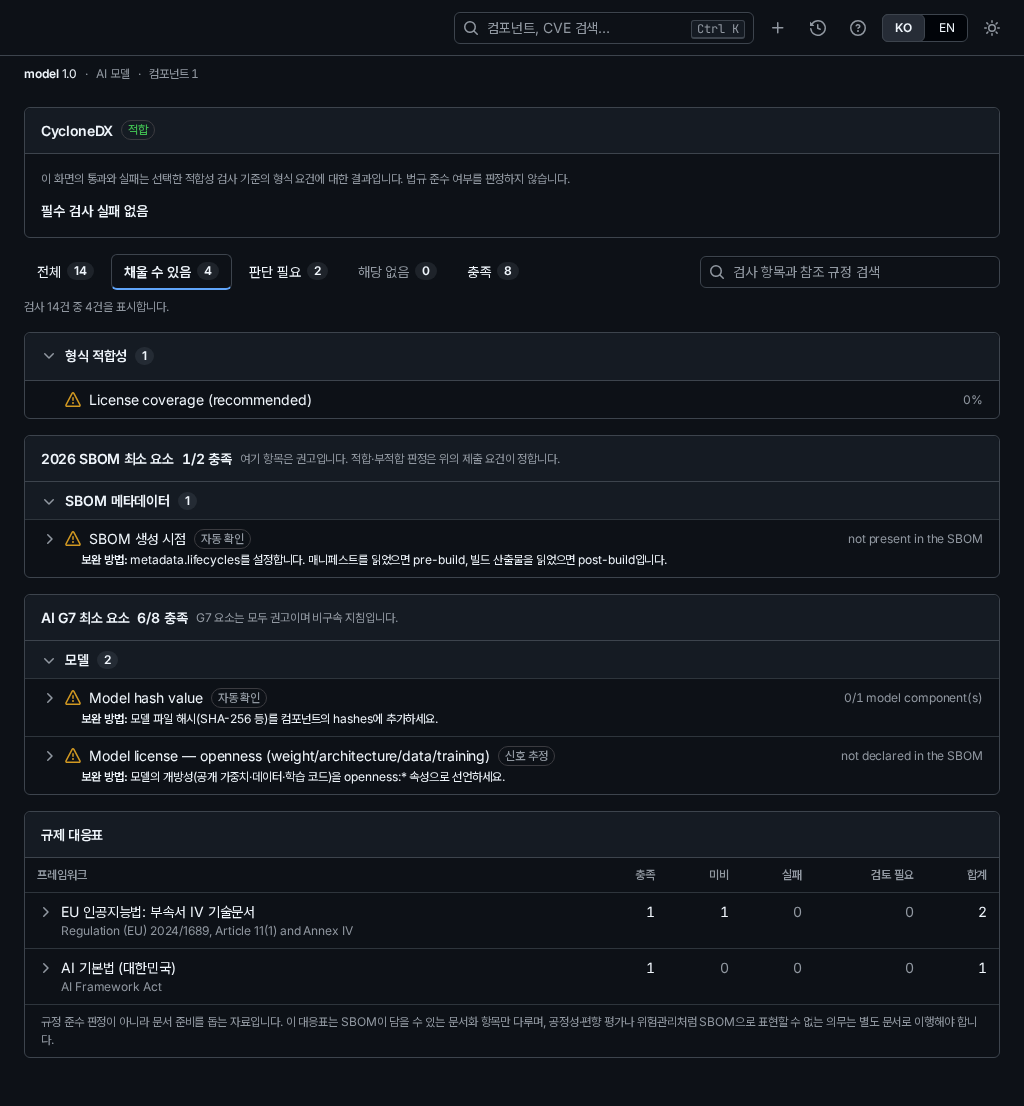 컴포넌트, CVE 검색... Ctrl K KO EN
model 1.0 · AI 모델 · 컴포넌트 1
CycloneDX 적합
이 화면의 통과와 실패는 선택한 적합성 검사 기준의 형식 요건에 대한 결과입니다. 법규 준수 여부를 판정하지 않습니다.
필수 검사 실패 없음
전체 14 채울 수 있음 4 판단 필요 2 해당 없음 0 충족 8 검사 항목과 참조 규정 검색
검사 14건 중 4건을 표시합니다.
형식 적합성 1
License coverage (recommended) 0%
2026 SBOM 최소 요소 1/2 충족 여기 항목은 권고입니다. 적합·부적합 판정은 위의 제출 요건이 정합니다.
SBOM 메타데이터 1
SBOM 생성 시점 자동 확인 not present in the SBOM
보완 방법: metadata.lifecycles를 설정합니다. 매니페스트를 읽었으면 pre-build, 빌드 산출물을 읽었으면 post-build입니다.
AI G7 최소 요소 6/8 충족 G7 요소는 모두 권고이며 비구속 지침입니다.
모델 2
Model hash value 자동 확인 0/1 model component(s)
보완 방법: 모델 파일 해시(SHA-256 등)를 컴포넌트의 hashes에 추가하세요.
Model license — openness (weight/architecture/data/training) 신호 추정 not declared in the SBOM
보완 방법: 모델의 개방성(공개 가중치·데이터·학습 코드)을 openness:* 속성으로 선언하세요.
규제 대응표
프레임워크 충족 미비 실패 검토 필요 합계
EU 인공지능법: 부속서 IV 기술문서 1 1 0 0 2
Regulation (EU) 2024/1689, Article 11(1) and Annex IV
AI 기본법 (대한민국) 1 0 0 0 1
AI Framework Act
규정 준수 판정이 아니라 문서 준비를 돕는 자료입니다. 이 대응표는 SBOM이 담을 수 있는 문서화 항목만 다루며, 공정성·편향 평가나 위험관리처럼 SBOM으로 표현할 수 없는 의무는 별도 문서로 이행해야 합니
다.